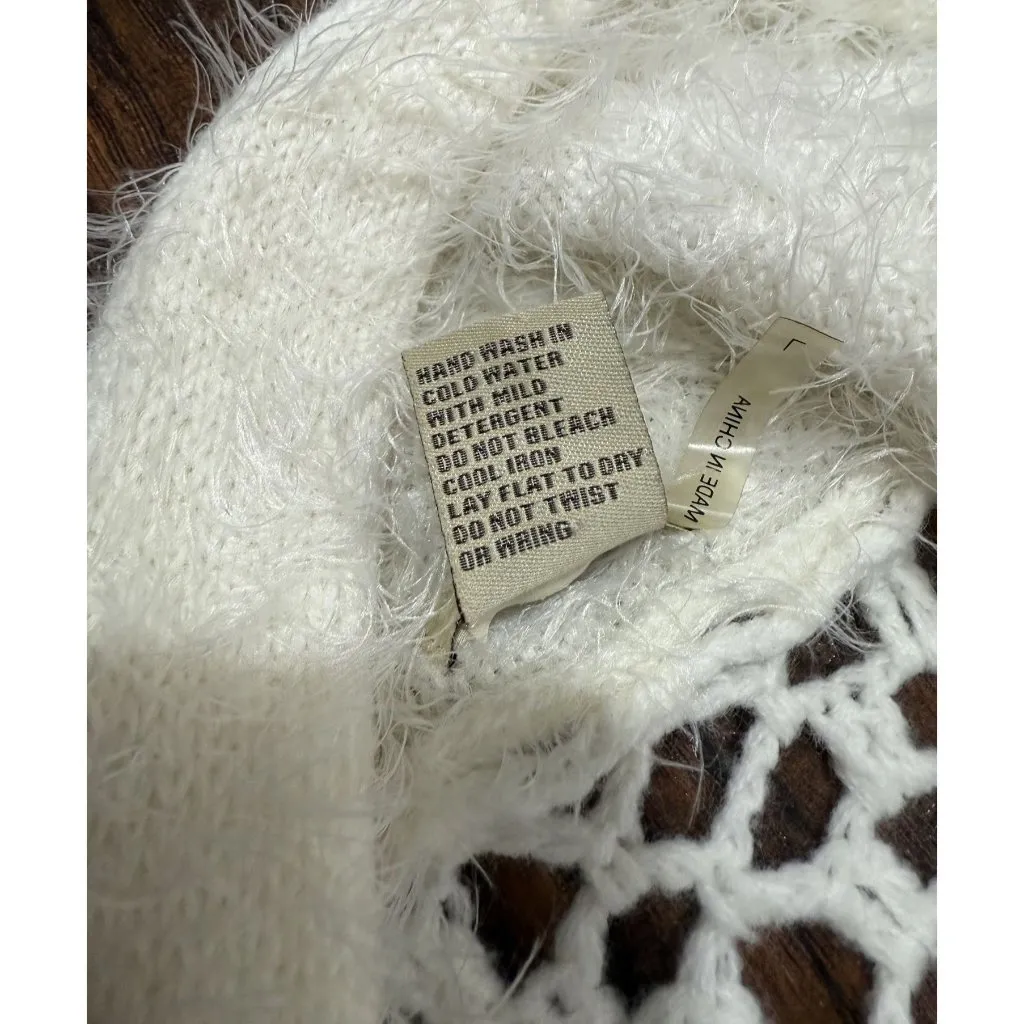 HAND WASH IN
COLD WATER
WITH MILD
DETERGENT
DO NOT BLEACH
COOL IRON
LAY FLAT TO DRY
DO NOT TWIST
OR WRING
L
MADE IN CHINA